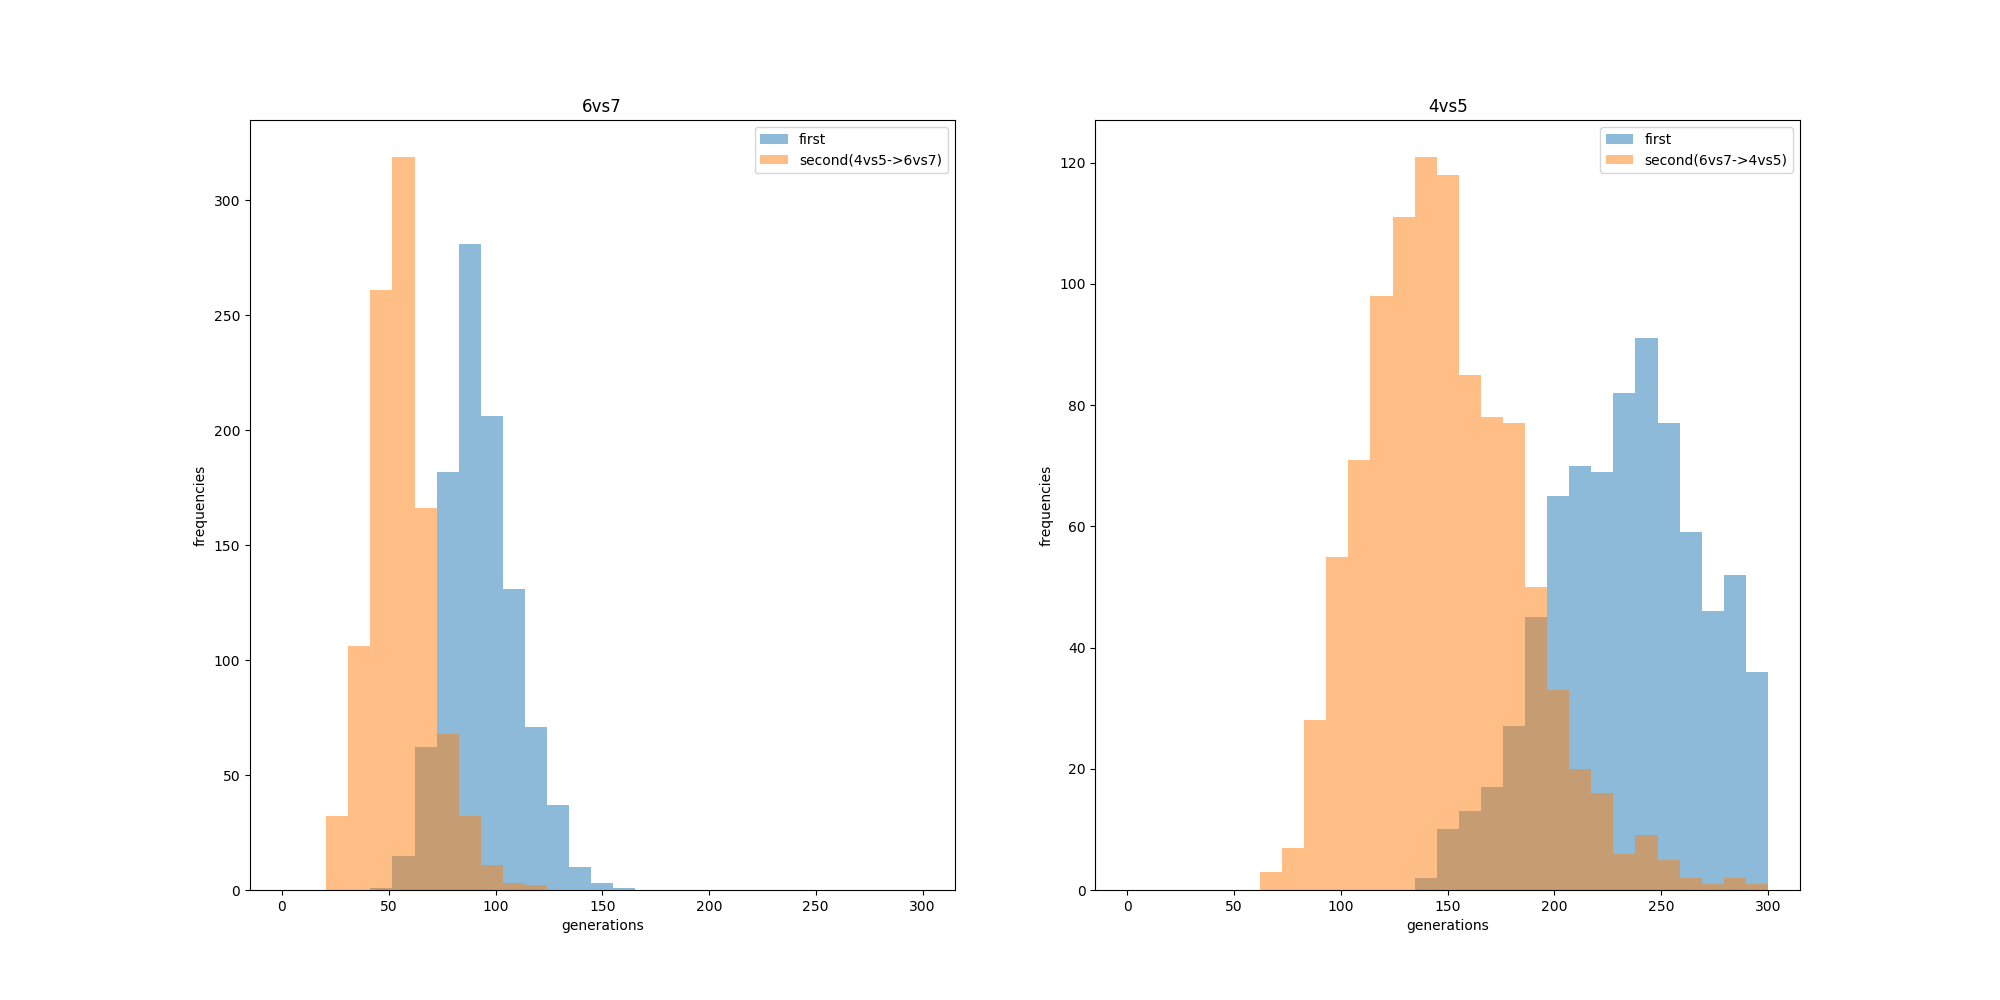 6vs7
first
second(4vs5->6vs7)
300
250
200
150
100
50
0
frequencies
0 50 100 150 200 250 300
generations
4vs5
first
second(6vs7->4vs5)
120
100
80
60
40
20
0
frequencies
0 50 100 150 200 250 300
generations